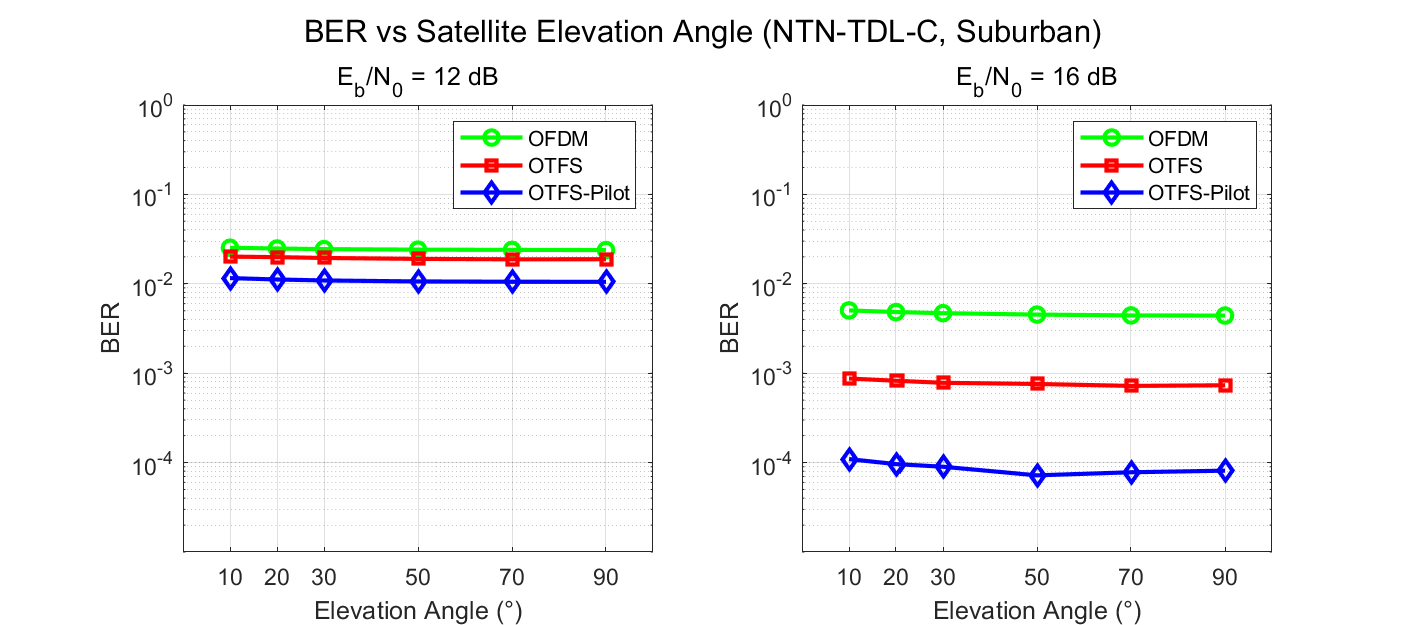 BER vs Satellite Elevation Angle (NTN-TDL-C, Suburban)
E_b/N_0 = 12 dB
10^0
10^-1
10^-2
10^-3
10^-4
BER
OFDM
OTFS
OTFS-Pilot
10 20 30 50 70 90
Elevation Angle (°)
E_b/N_0 = 16 dB
10^0
10^-1
10^-2
10^-3
10^-4
BER
OFDM
OTFS
OTFS-Pilot
10 20 30 50 70 90
Elevation Angle (°)